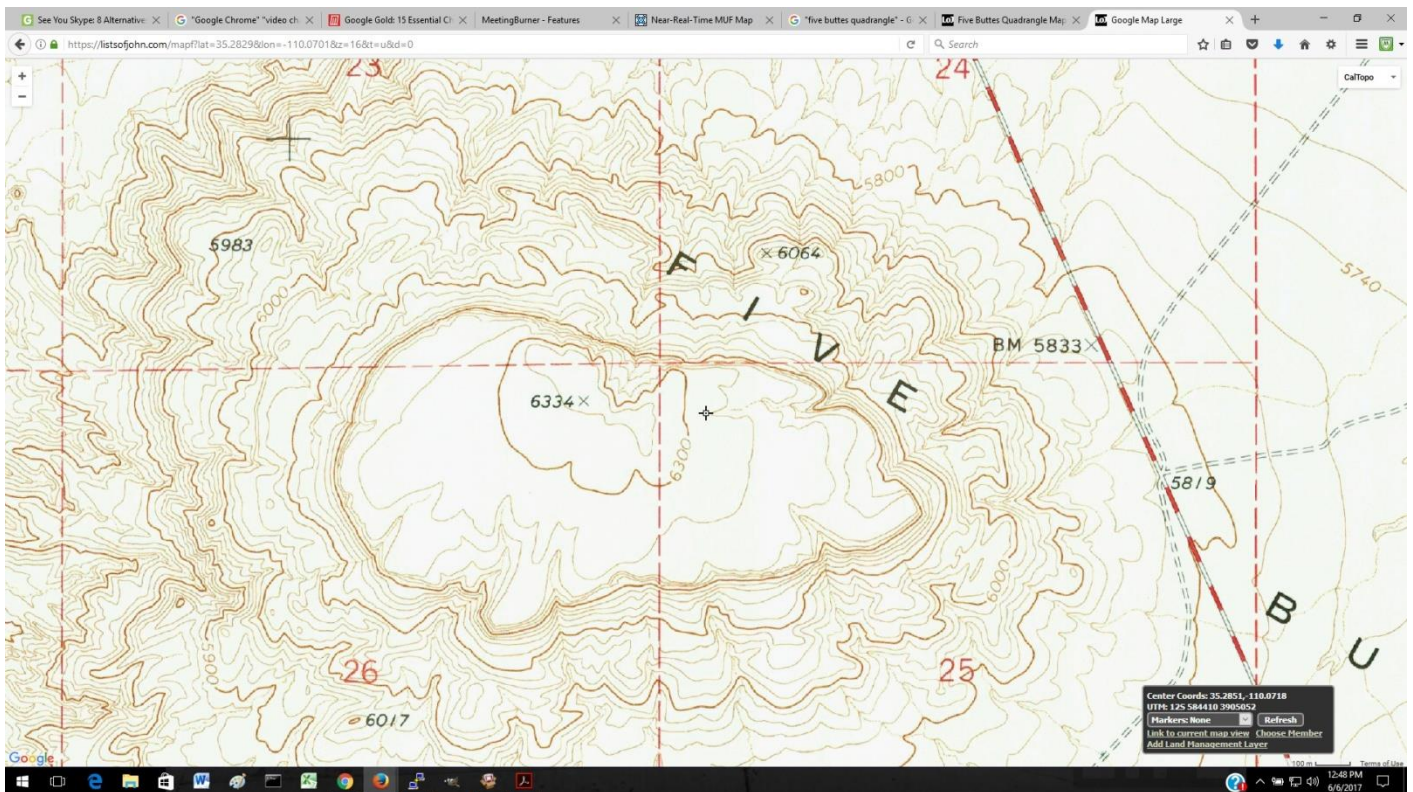 See You Skype: 8 Alternative
"Google Chrome" "video ch
Google Gold: 15 Essential Cl
MeetingBurner - Features
Near-Real-Time MUF Map
"five buttes quadrangle" - G
Five Buttes Quadrangle Map
Google Map Large
https://listsofjohn.com/mapf?lat=35.2829&lon=-110.0701&z=16&t=u&d=0
Search
CalTopo
23
24
5800
5983
6064
F I V E
6000
5740
BM 5833
6334
6300
5819
6000
B U
5900
26
25
6017
Center Coords: 35.2851,-110.0718
UTM: 12S 584410 3905052
Markers: None
Refresh
Link to current map view Choose Member
Add Land Management Layer
Google
100 m
Terms of Use
12:48 PM
6/6/2017